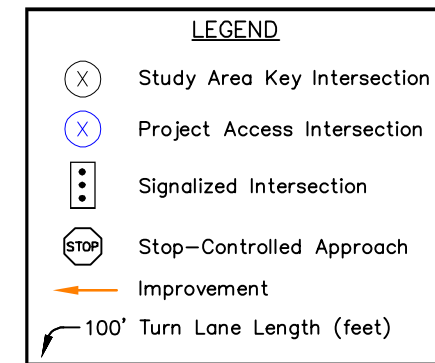 LEGEND
X Study Area Key Intersection
X Project Access Intersection
Signalized Intersection
STOP Stop-Controlled Approach
Improvement
100' Turn Lane Length (feet)